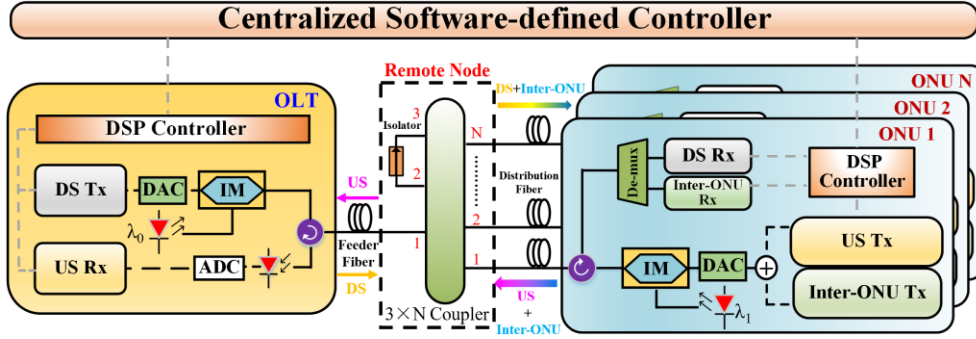 Centralized Software-defined Controller
OLT
DSP Controller
DS Tx
DAC
IM
λ0
US Rx
ADC
US
Feeder
Fiber
DS
Remote Node
Isolator
3
2
1
N
2
1
3×N Coupler
DS+Inter-ONU
Distribution
Fiber
US
+
Inter-ONU
ONU N
ONU 2
ONU 1
De-mux
DS Rx
Inter-ONU
Rx
DSP
Controller
IM
DAC
λ1
+
US Tx
Inter-ONU Tx